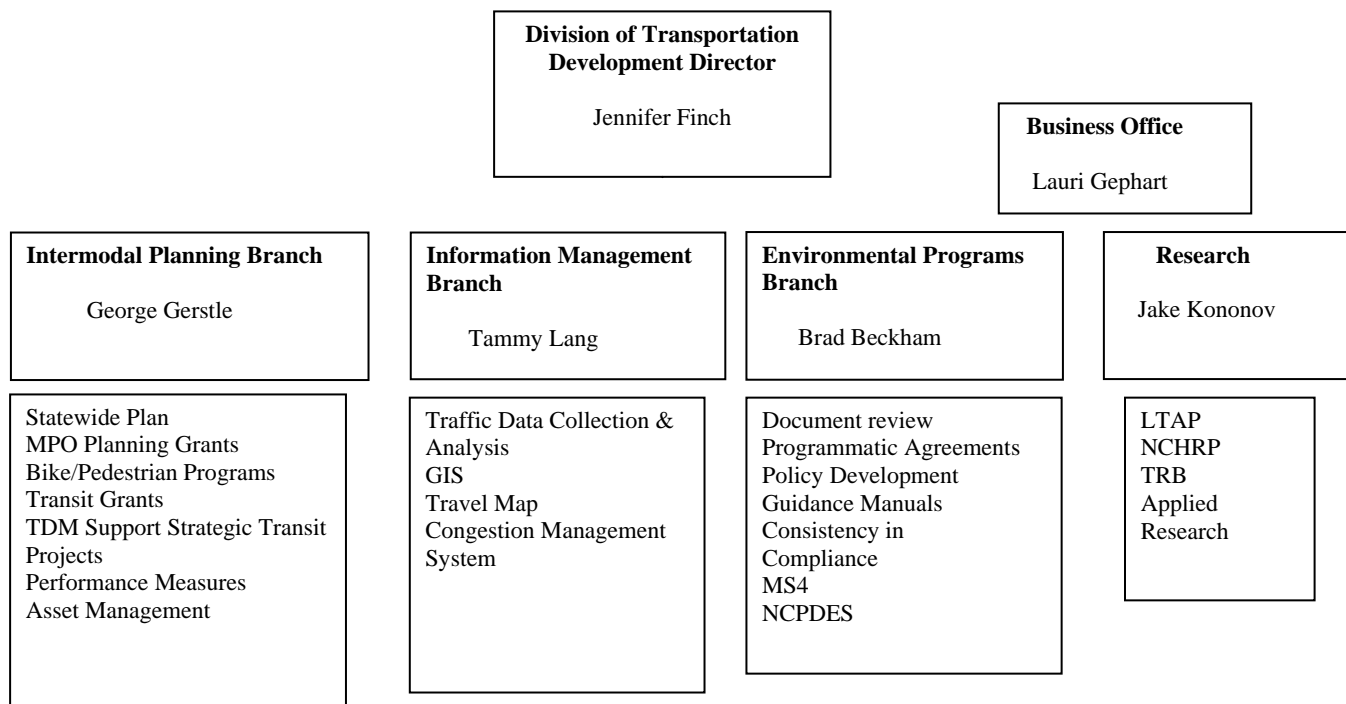 Division of Transportation
Development Director
Jennifer Finch
Business Office
Lauri Gephart
Intermodal Planning Branch
George Gerstle
Information Management
Branch
Tammy Lang
Environmental Programs
Branch
Brad Beckham
Research
Jake Kononov
Statewide Plan
MPO Planning Grants
Bike/Pedestrian Programs
Transit Grants
TDM Support Strategic Transit
Projects
Performance Measures
Asset Management
Traffic Data Collection &
Analysis
GIS
Travel Map
Congestion Management
System
Document review
Programmatic Agreements
Policy Development
Guidance Manuals
Consistency in
Compliance
MS4
NCPDES
LTAP
NCHRP
TRB
Applied
Research